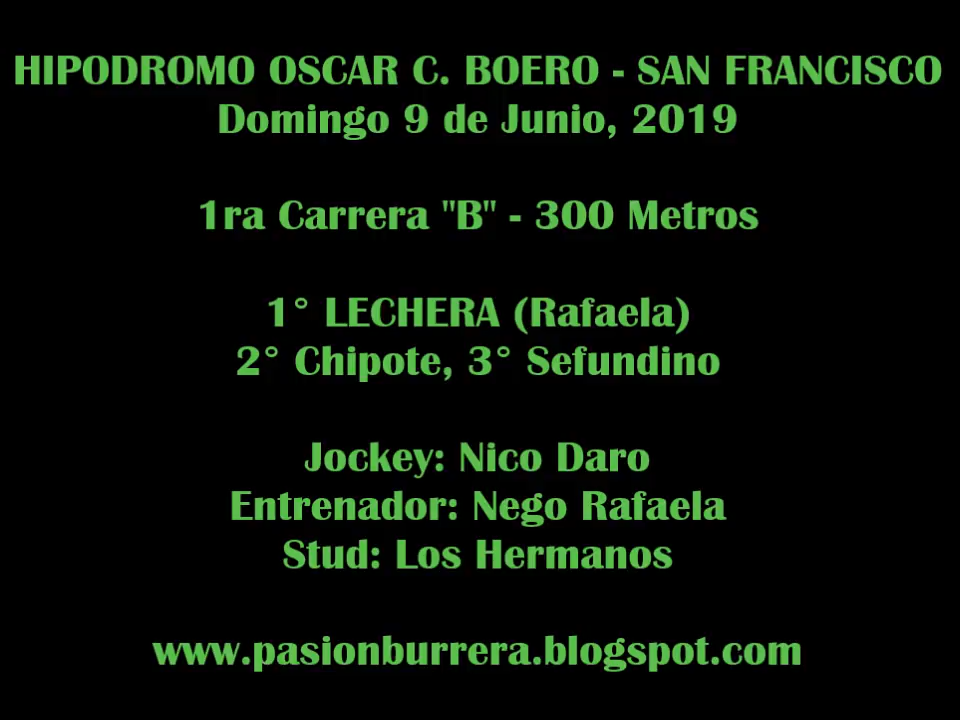 HIPODROMO OSCAR C. BOERO - SAN FRANCISCO
Domingo 9 de Junio, 2019
1ra Carrera "B" - 300 Metros
1° LECHERA (Rafaela)
2° Chipote, 3° Sefundino
Jockey: Nico Daro
Entrenador: Nego Rafaela
Stud: Los Hermanos
www.pasionburrera.blogspot.com